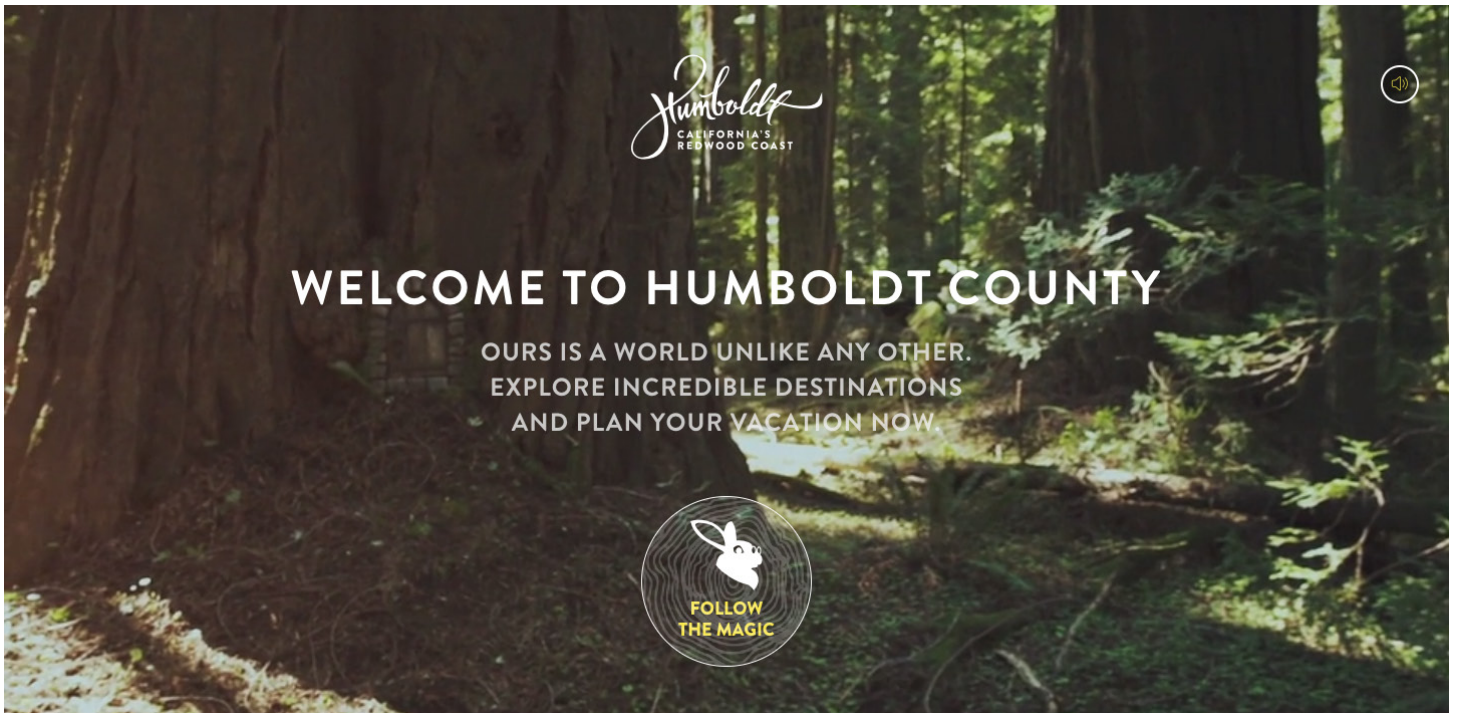 Humboldt
CALIFORNIA'S
REDWOOD COAST
WELCOME TO HUMBOLDT COUNTY
OURS IS A WORLD UNLIKE ANY OTHER.
EXPLORE INCREDIBLE DESTINATIONS
AND PLAN YOUR VACATION NOW.
FOLLOW
THE MAGIC